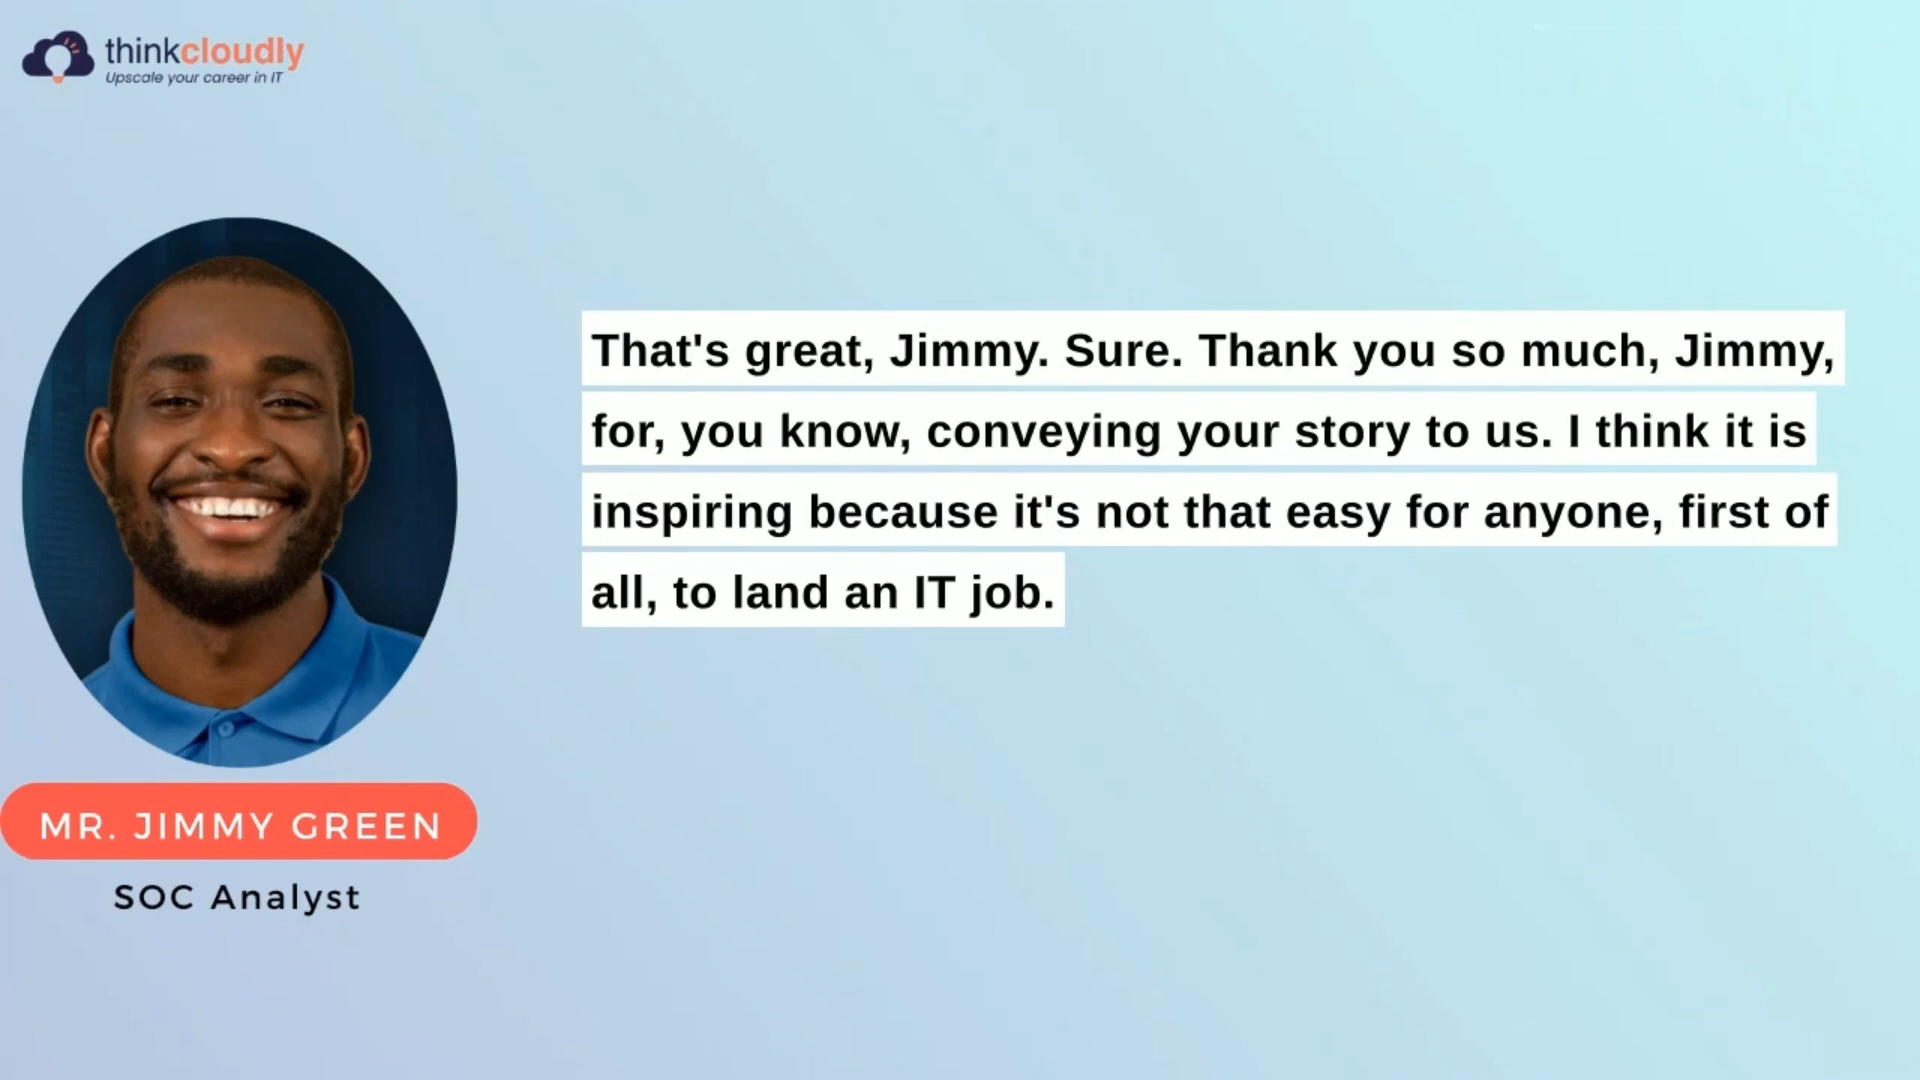 thinkcloudly
Upscale your career in IT
That's great, Jimmy. Sure. Thank you so much, Jimmy,
for, you know, conveying your story to us. I think it is
inspiring because it's not that easy for anyone, first of
all, to land an IT job.
MR. JIMMY GREEN
SOC Analyst